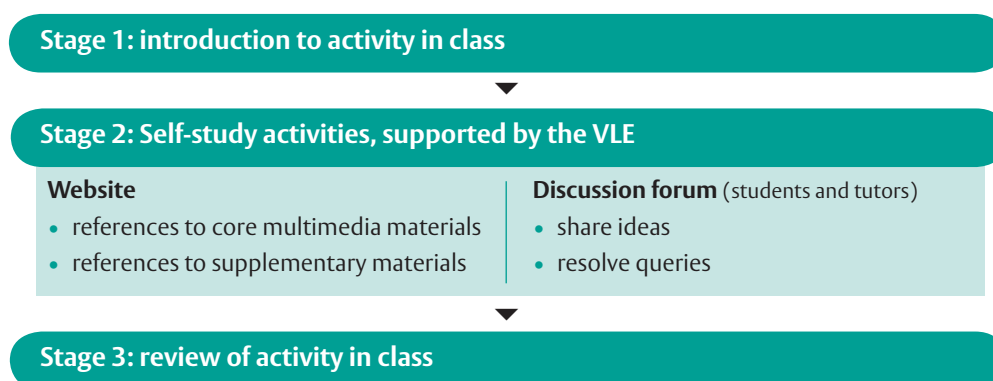 Stage 1: introduction to activity in class
Stage 2: Self-study activities, supported by the VLE
Website
• references to core multimedia materials
• references to supplementary materials
Discussion forum (students and tutors)
• share ideas
• resolve queries
Stage 3: review of activity in class